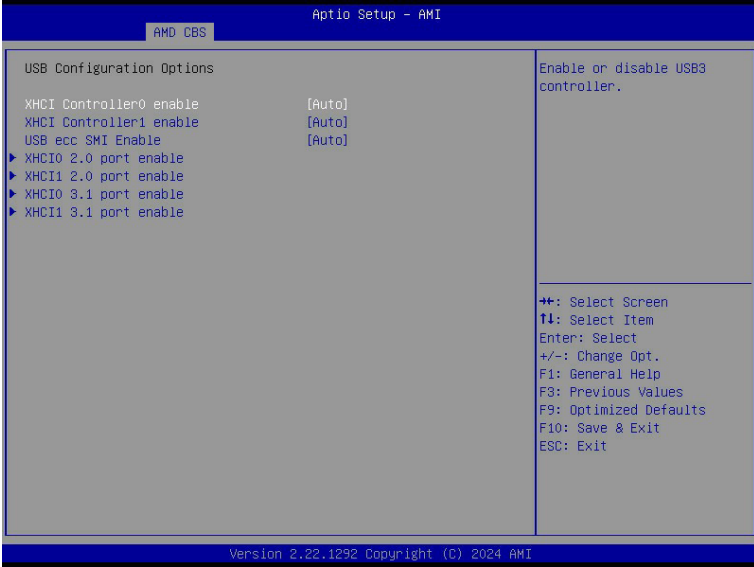 Aptio Setup - AMI
AMD CBS
USB Configuration Options
XHCI Controller0 enable [Auto]
XHCI Controller1 enable [Auto]
USB ecc SMI Enable [Auto]
XHCI0 2.0 port enable
XHCI1 2.0 port enable
XHCI0 3.1 port enable
XHCI1 3.1 port enable
Enable or disable USB3
controller.
→←: Select Screen
↑↓: Select Item
Enter: Select
+/-: Change Opt.
F1: General Help
F3: Previous Values
F9: Optimized Defaults
F10: Save & Exit
ESC: Exit
Version 2.22.1292 Copyright (C) 2024 AMI